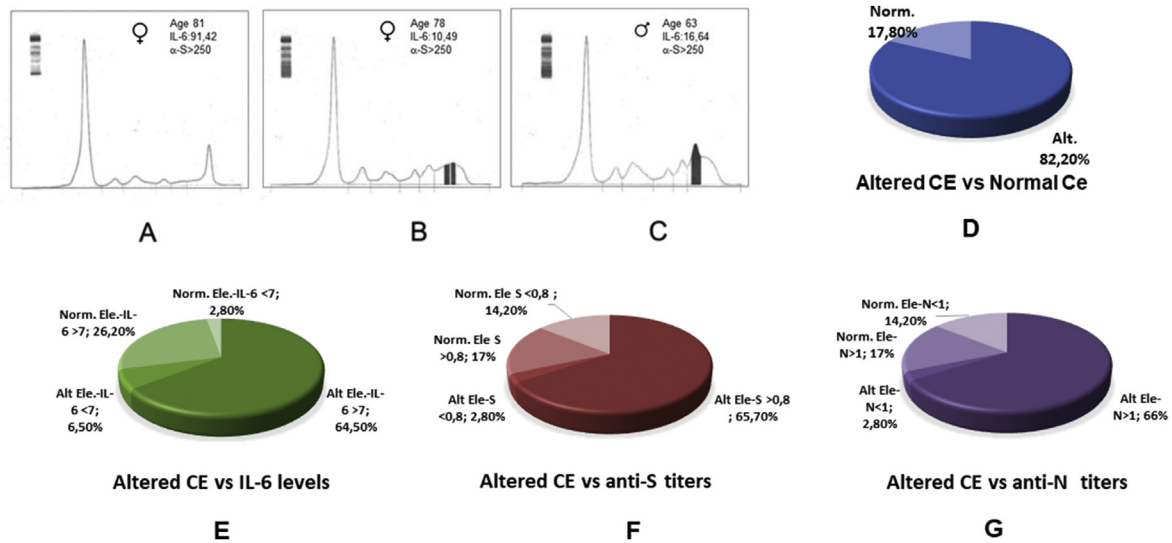 Age 81
IL-6:91,42
α-S>250
A
Age 78
IL-6:10,49
α-S>250
B
Age 63
IL-6:16,64
α-S>250
C
Norm.
17,80%
Alt.
82,20%
Altered CE vs Normal Ce
D
Norm. Ele.-IL-6 <7;
2,80%
Norm. Ele.-IL-
6 >7; 26,20%
Alt Ele.-IL-
6 <7;
6,50%
Alt Ele.-IL-
6 >7;
64,50%
Altered CE vs IL-6 levels
E
Norm. Ele S <0,8 ;
14,20%
Norm. Ele S
>0,8; 17%
Alt Ele-S
<0,8; 2,80%
Alt Ele-S >0,8
; 65,70%
Altered CE vs anti-S titers
F
Norm. Ele-N<1;
14,20%
Norm. Ele-
N>1; 17%
Alt Ele-
N<1;
2,80%
Alt Ele-
N>1; 66%
Altered CE vs anti-N titers
G